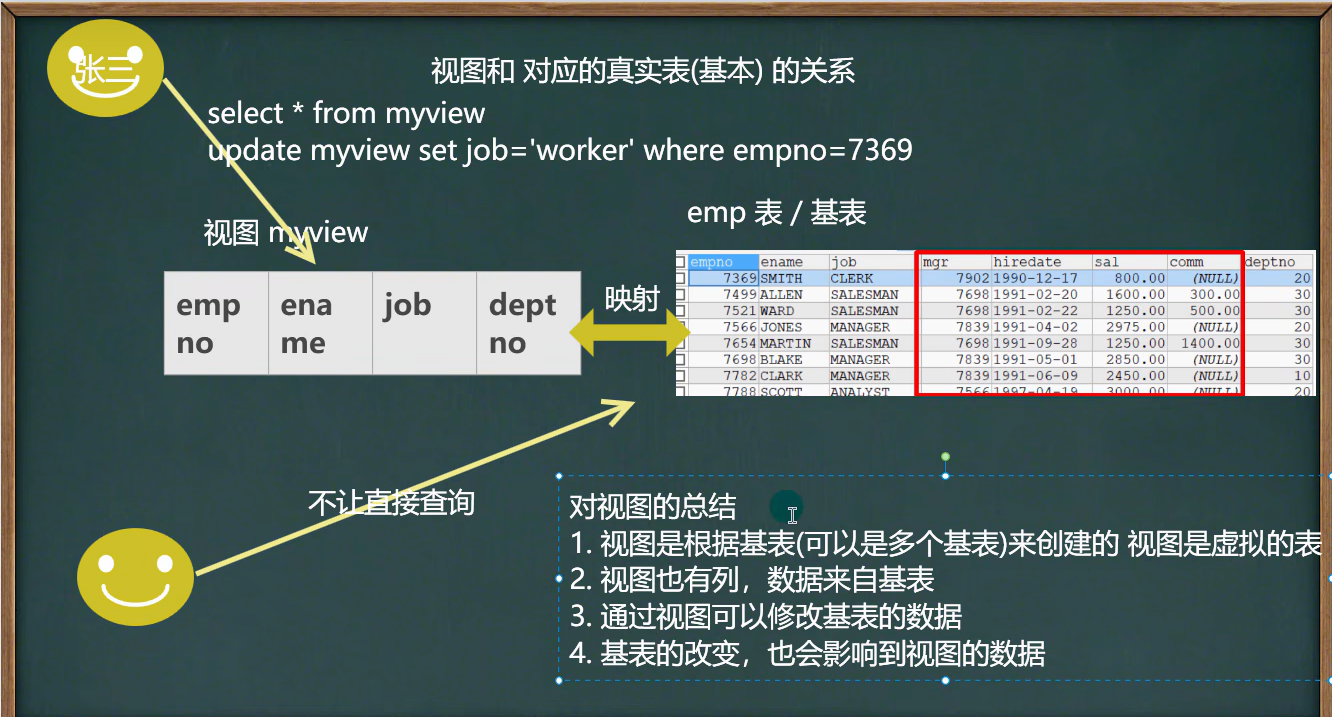 张三
视图和 对应的真实表(基本) 的关系
select * from myview
update myview set job='worker' where empno=7369
视图 myview
emp 表 / 基表
emp
no
ena
me
job
dept
no
映射
empno ename job mgr hiredate sal comm deptno
7369 SMITH CLERK 7902 1990-12-17 800.00 (NULL) 20
7499 ALLEN SALESMAN 7698 1991-02-20 1600.00 300.00 30
7521 WARD SALESMAN 7698 1991-02-22 1250.00 500.00 30
7566 JONES MANAGER 7839 1991-04-02 2975.00 (NULL) 20
7654 MARTIN SALESMAN 7698 1991-09-28 1250.00 1400.00 30
7698 BLAKE MANAGER 7839 1991-05-01 2850.00 (NULL) 30
7782 CLARK MANAGER 7839 1991-06-09 2450.00 (NULL) 10
7788 SCOTT ANALYST 7566 1997-04-19 3000.00 (NULL) 20
不让直接查询
对视图的总结
1. 视图是根据基表(可以是多个基表)来创建的 视图是虚拟的表
2. 视图也有列，数据来自基表
3. 通过视图可以修改基表的数据
4. 基表的改变，也会影响到视图的数据